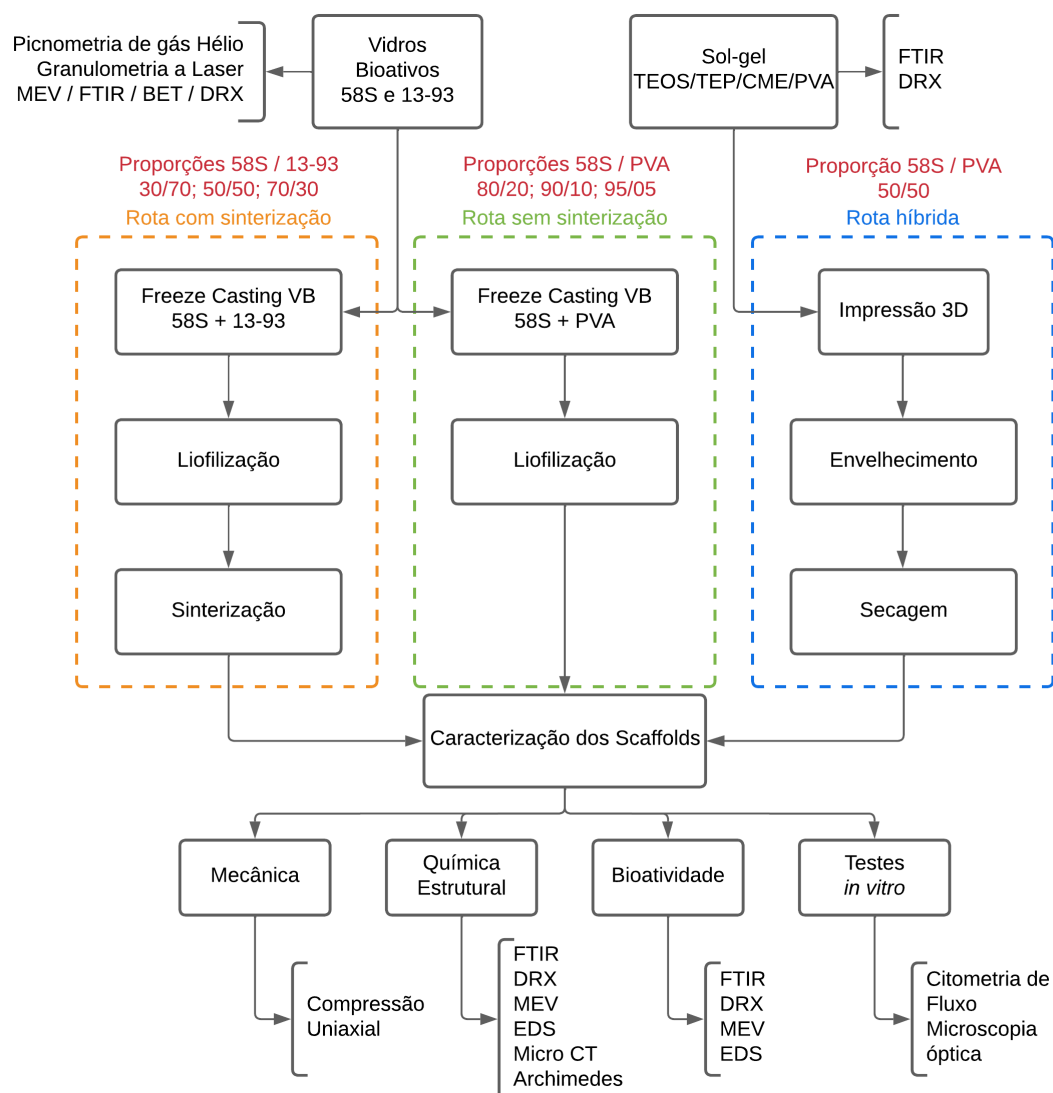 Picnometria de gás Hélio
Granulometria a Laser
MEV / FTIR / BET / DRX
Vidros
Bioativos
58S e 13-93
Sol-gel
TEOS/TEP/CME/PVA
FTIR
DRX
Proporções 58S / 13-93
30/70; 50/50; 70/30
Rota com sinterização
Proporções 58S / PVA
80/20; 90/10; 95/05
Rota sem sinterização
Proporção 58S / PVA
50/50
Rota híbrida
Freeze Casting VB
58S + 13-93
Freeze Casting VB
58S + PVA
Impressão 3D
Liofilização
Liofilização
Envelhecimento
Sinterização
Secagem
Caracterização dos Scaffolds
Mecânica
Química
Estrutural
Bioatividade
Testes
in vitro
Compressão
Uniaxial
FTIR
DRX
MEV
EDS
Micro CT
Archimedes
FTIR
DRX
MEV
EDS
Citometria de
Fluxo
Microscopia
óptica